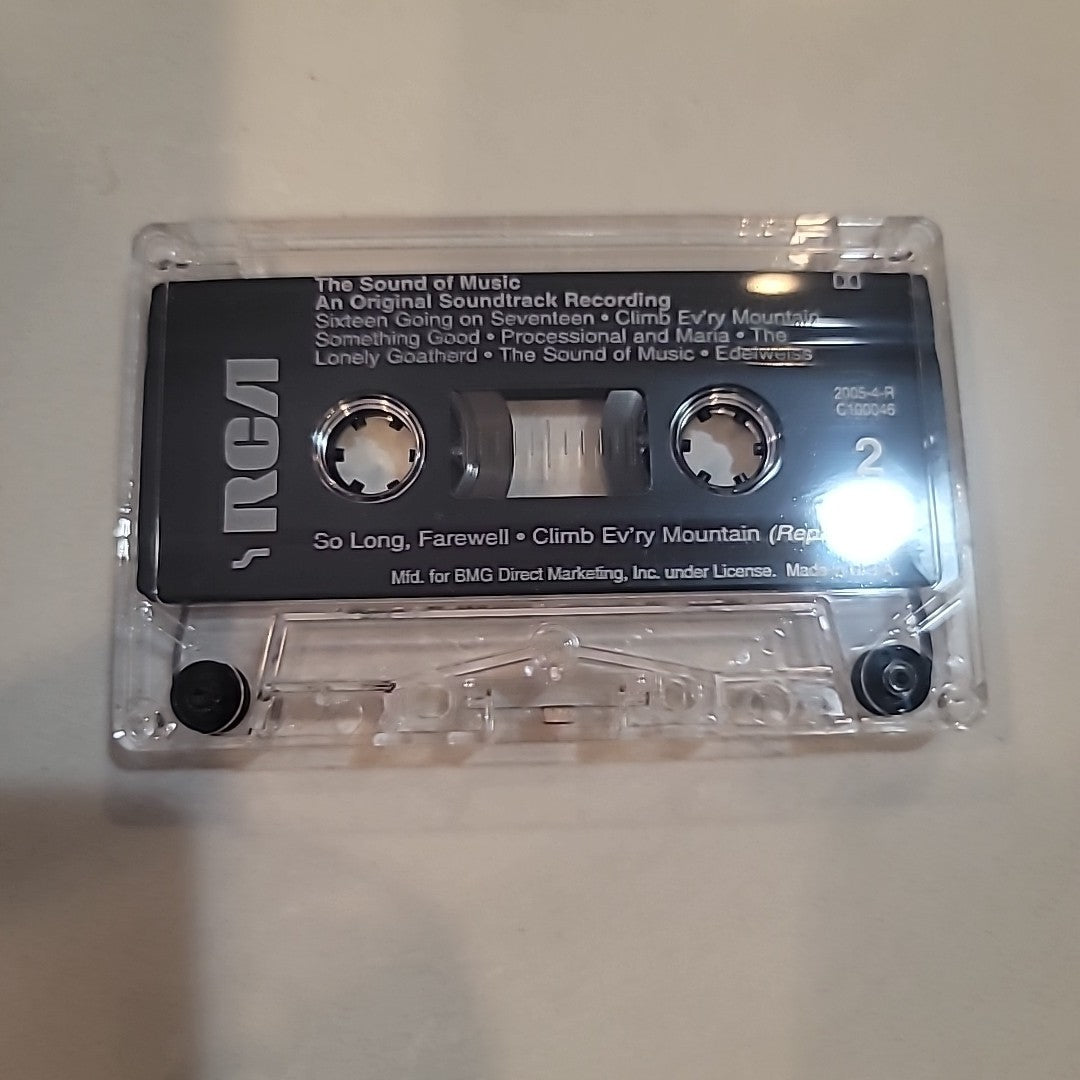 The Sound of Music
An Original Soundtrack Recording
Sixteen Going on Seventeen • Climb Ev'ry Mountain
Something Good • Processional and Maria • The
Lonely Goatherd • The Sound of Music • Edelweiss
RCA
2005-4-R
C100046
2
So Long, Farewell • Climb Ev'ry Mountain
Mfd. for BMG Direct Marketing, Inc. under License.